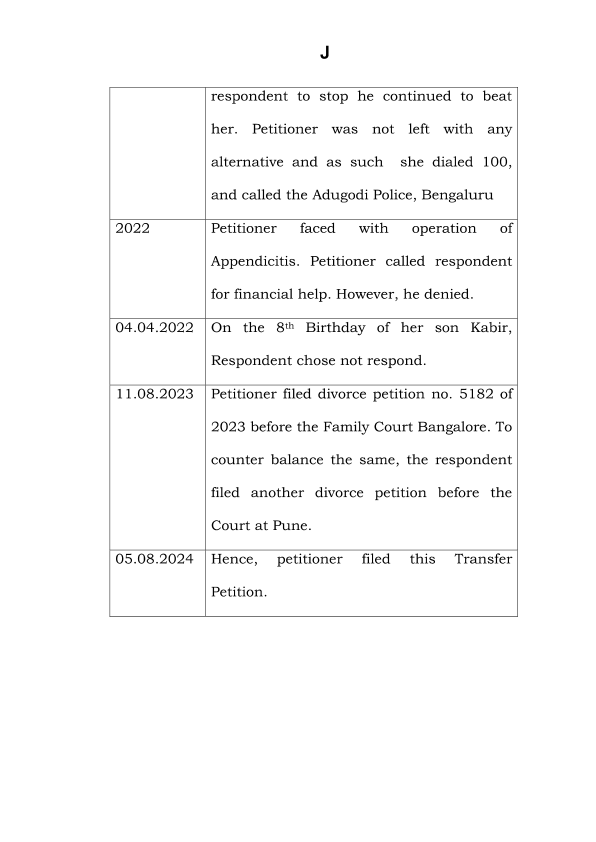 J
respondent to stop he continued to beat
her. Petitioner was not left with any
alternative and as such she dialed 100,
and called the Adugodi Police, Bengaluru
2022 Petitioner faced with operation of
Appendicitis. Petitioner called respondent
for financial help. However, he denied.
04.04.2022 On the 8th Birthday of her son Kabir,
Respondent chose not respond.
11.08.2023 Petitioner filed divorce petition no. 5182 of
2023 before the Family Court Bangalore. To
counter balance the same, the respondent
filed another divorce petition before the
Court at Pune.
05.08.2024 Hence, petitioner filed this Transfer
Petition.